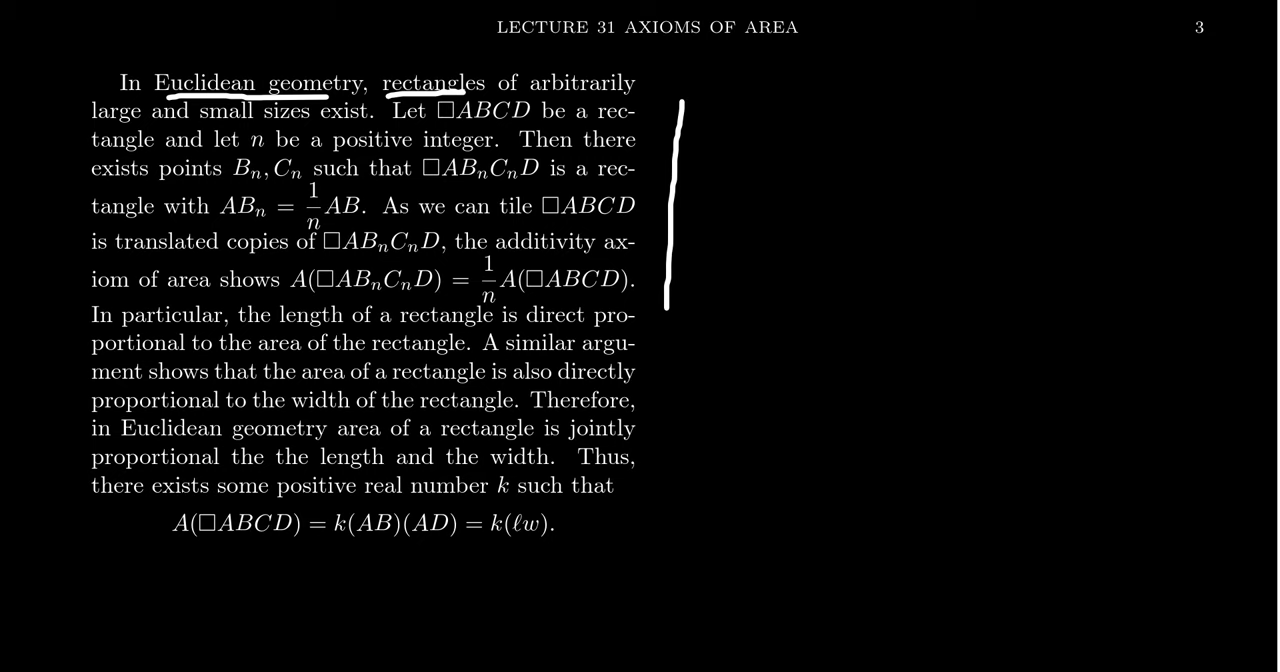 LECTURE 31 AXIOMS OF AREA 3
In Euclidean geometry, rectangles of arbitrarily
large and small sizes exist. Let □ABCD be a rec-
tangle and let n be a positive integer. Then there
exists points Bₙ, Cₙ such that □ABₙCₙD is a rec-
tangle with ABₙ = 1/n AB. As we can tile □ABCD
is translated copies of □ABₙCₙD, the additivity ax-
iom of area shows A(□ABₙCₙD) = 1/n A(□ABCD).
In particular, the length of a rectangle is direct pro-
portional to the area of the rectangle. A similar argu-
ment shows that the area of a rectangle is also directly
proportional to the width of the rectangle. Therefore,
in Euclidean geometry area of a rectangle is jointly
proportional the the length and the width. Thus,
there exists some positive real number k such that
A(□ABCD) = k(AB)(AD) = k(ℓw).